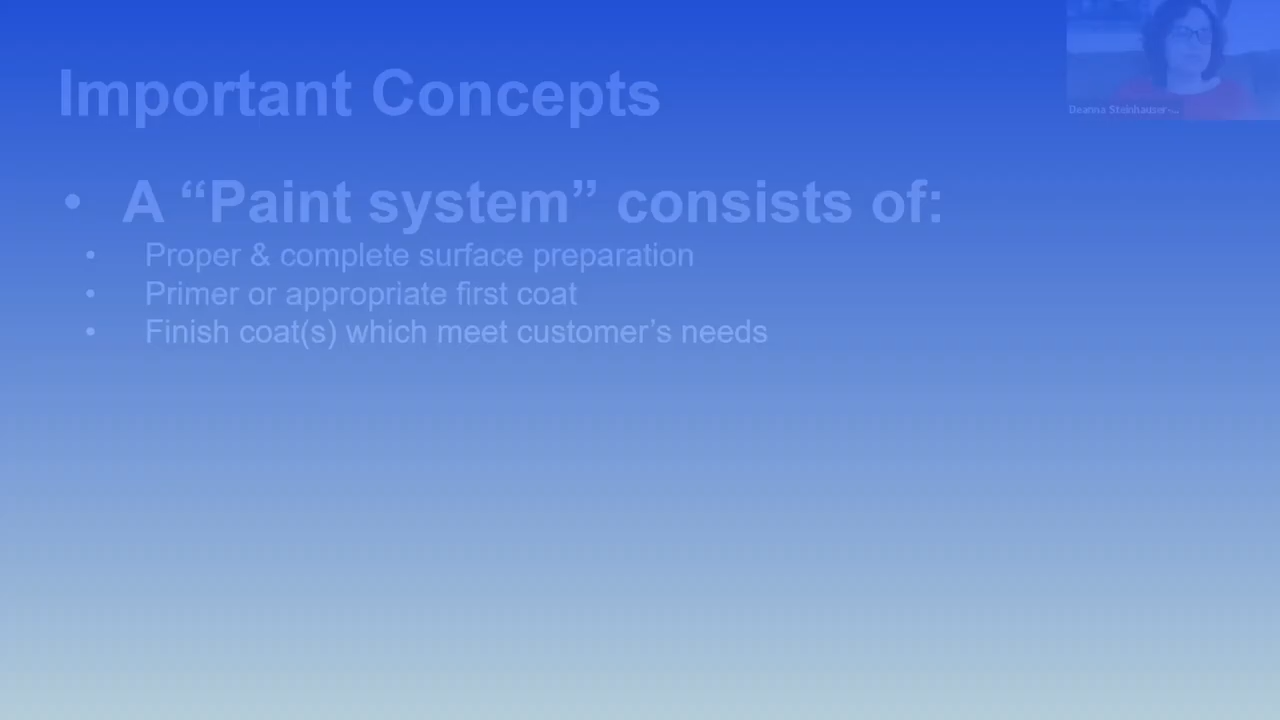 Deanna Steinhauser-...
Important Concepts
• A “Paint system” consists of:
• Proper & complete surface preparation
• Primer or appropriate first coat
• Finish coat(s) which meet customer’s needs